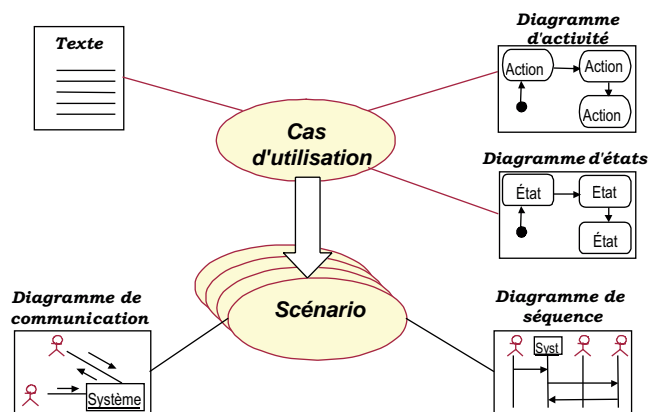 Texte
Diagramme
d'activité
Action
Action
Action
Cas
d'utilisation
Diagramme d'états
État
Etat
État
Diagramme de
communication
Scénario
Diagramme de
séquence
Système
Syst